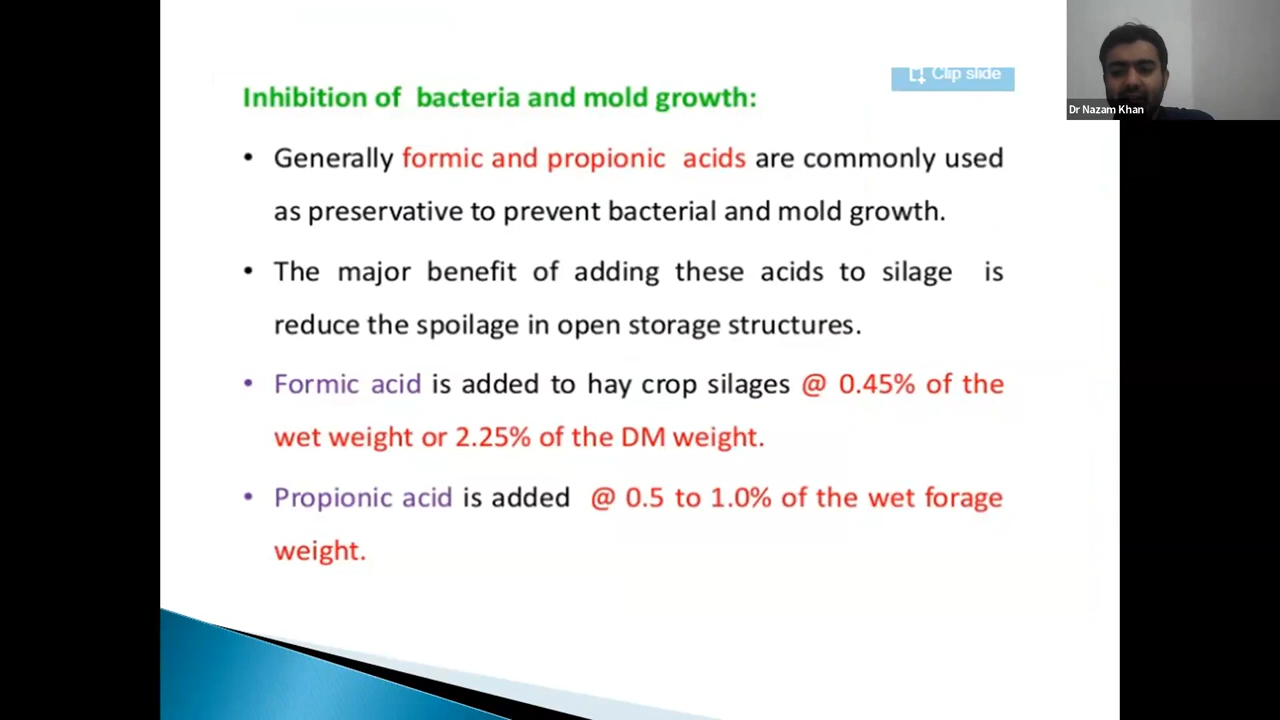 Clip slide
Dr Nazam Khan
Inhibition of bacteria and mold growth:
• Generally formic and propionic acids are commonly used
as preservative to prevent bacterial and mold growth.
• The major benefit of adding these acids to silage is
reduce the spoilage in open storage structures.
• Formic acid is added to hay crop silages @ 0.45% of the
wet weight or 2.25% of the DM weight.
• Propionic acid is added @ 0.5 to 1.0% of the wet forage
weight.